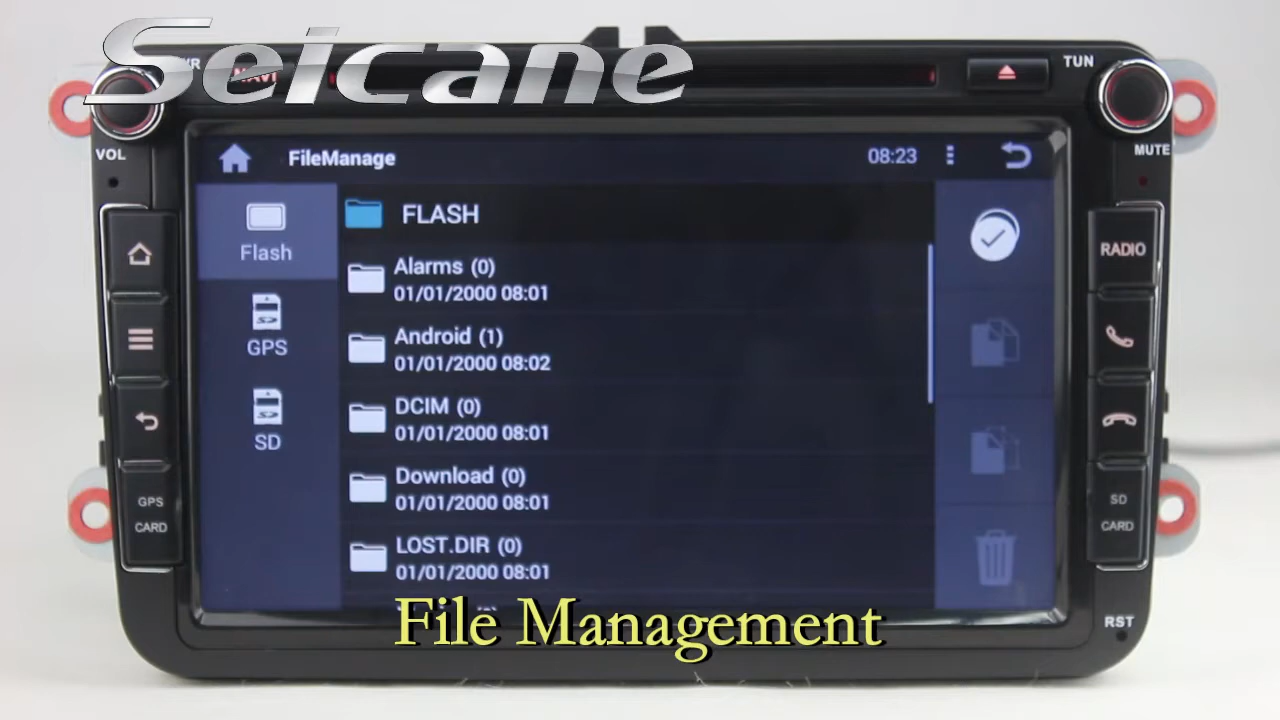 Seicane
NAVI
TUN
VOL
MUTE
FileManage
08:23
Flash
GPS
SD
FLASH
Alarms (0)
01/01/2000 08:01
Android (1)
01/01/2000 08:02
DCIM (0)
01/01/2000 08:01
Download (0)
01/01/2000 08:01
LOST.DIR (0)
01/01/2000 08:01
GPS
CARD
RADIO
SD
CARD
RST
File Management